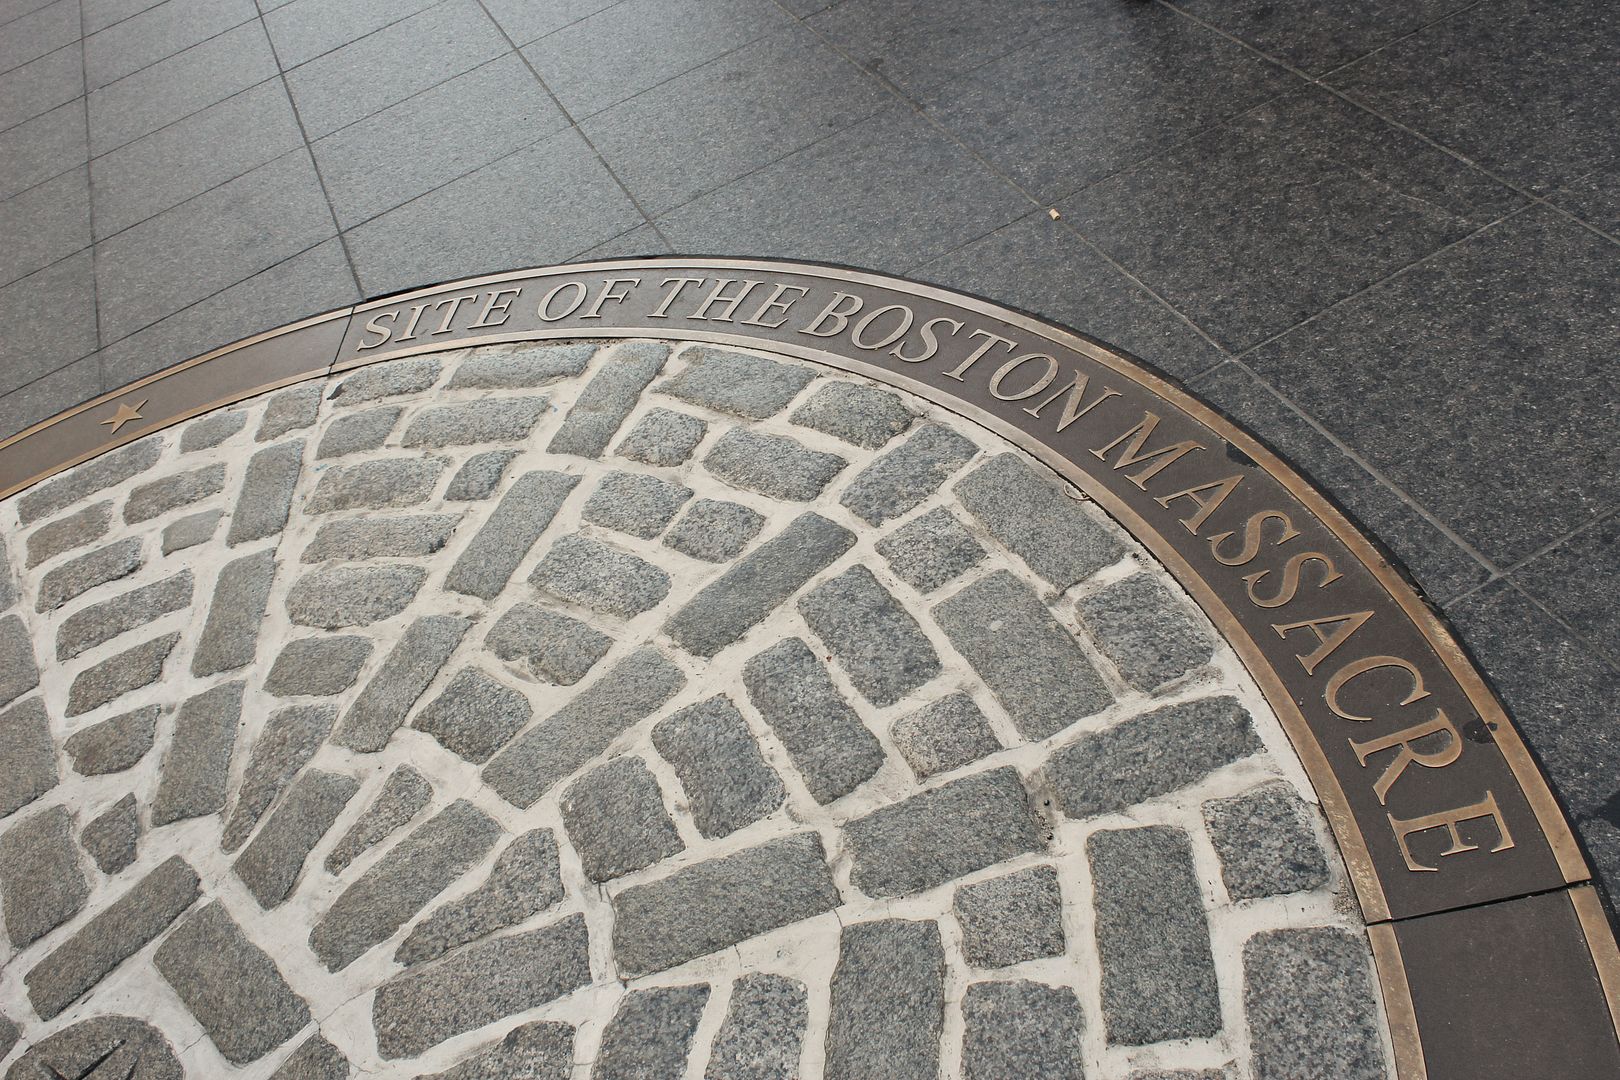 SITE OF THE BOSTON MASSACRE